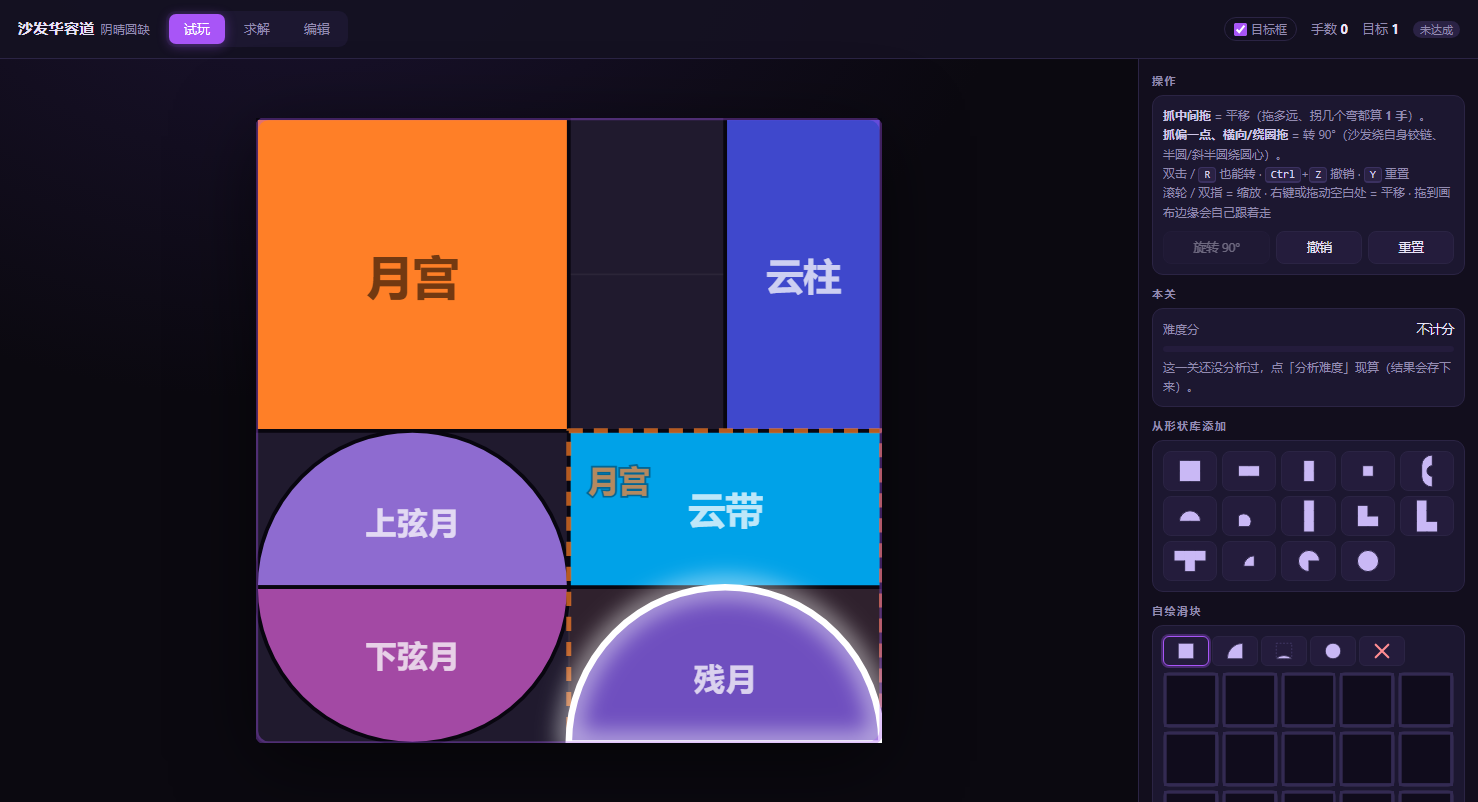 沙发华容道 阴晴圆缺 试玩 求解 编辑 目标框 手数 0 目标 1 未达成
操作
抓中间拖 = 平移（拖多远、拐几个弯都算 1 手）。
抓偏一点、横向/绕圆拖 = 转 90°（沙发绕自身铰链、
半圆/斜半圆绕圆心）。
双击 / R 也能转 · Ctrl+Z 撤销 · Y 重置
滚轮 / 双指 = 缩放 · 右键或拖动空白处 = 平移 · 拖到画
布边缘会自己跟着走
旋转 90° 撤销 重置
本关
难度分 不计分
这一关还没分析过，点「分析难度」现算（结果会存下
来）。
从形状库添加
自绘滑块
月宫
云柱
上弦月
月宫
云带
下弦月
残月